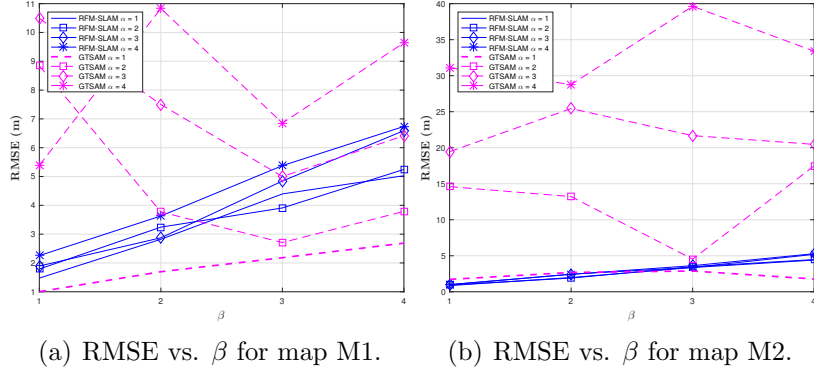 RFM-SLAM α = 1
RFM-SLAM α = 2
RFM-SLAM α = 3
RFM-SLAM α = 4
GTSAM α = 1
GTSAM α = 2
GTSAM α = 3
GTSAM α = 4
11
10
9
8
7
6
5
4
3
2
1
RMSE (m)
1 2 3 4
β
(a) RMSE vs. β for map M1.
RFM-SLAM α = 1
RFM-SLAM α = 2
RFM-SLAM α = 3
RFM-SLAM α = 4
GTSAM α = 1
GTSAM α = 2
GTSAM α = 3
GTSAM α = 4
40
35
30
25
20
15
10
5
0
RMSE (m)
1 2 3 4
β
(b) RMSE vs. β for map M2.